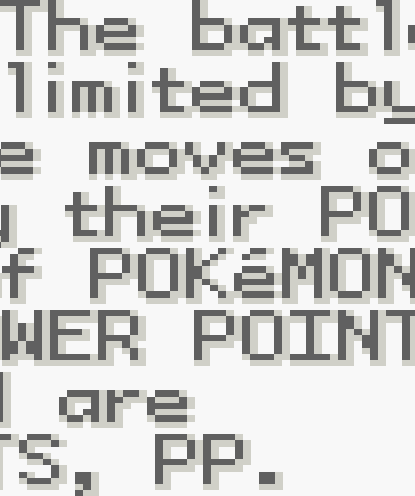 The battl
limited by
e moves o
y their PO
f POKéMON
WER POINT
d are
TS, PP.